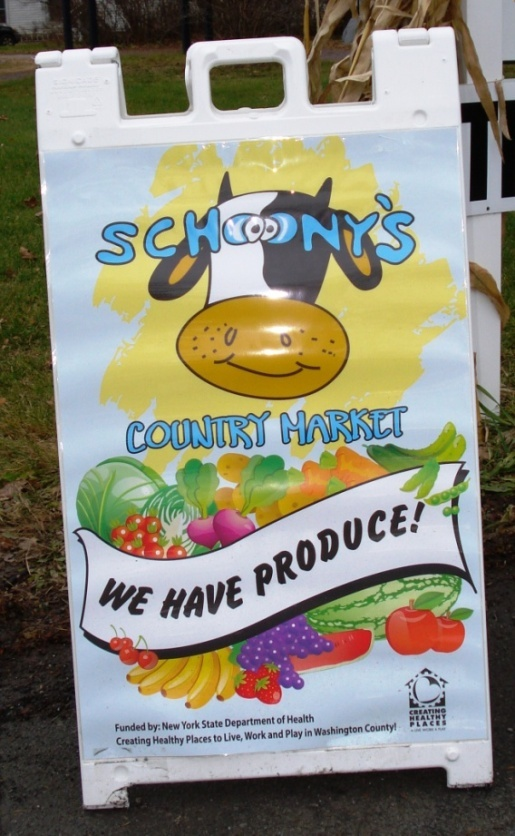 SCHOONY'S
COUNTRY MARKET
WE HAVE PRODUCE!
CREATING
HEALTHY
PLACES
Funded by: New York State Department of Health
Creating Healthy Places to Live, Work and Play in Washington County!